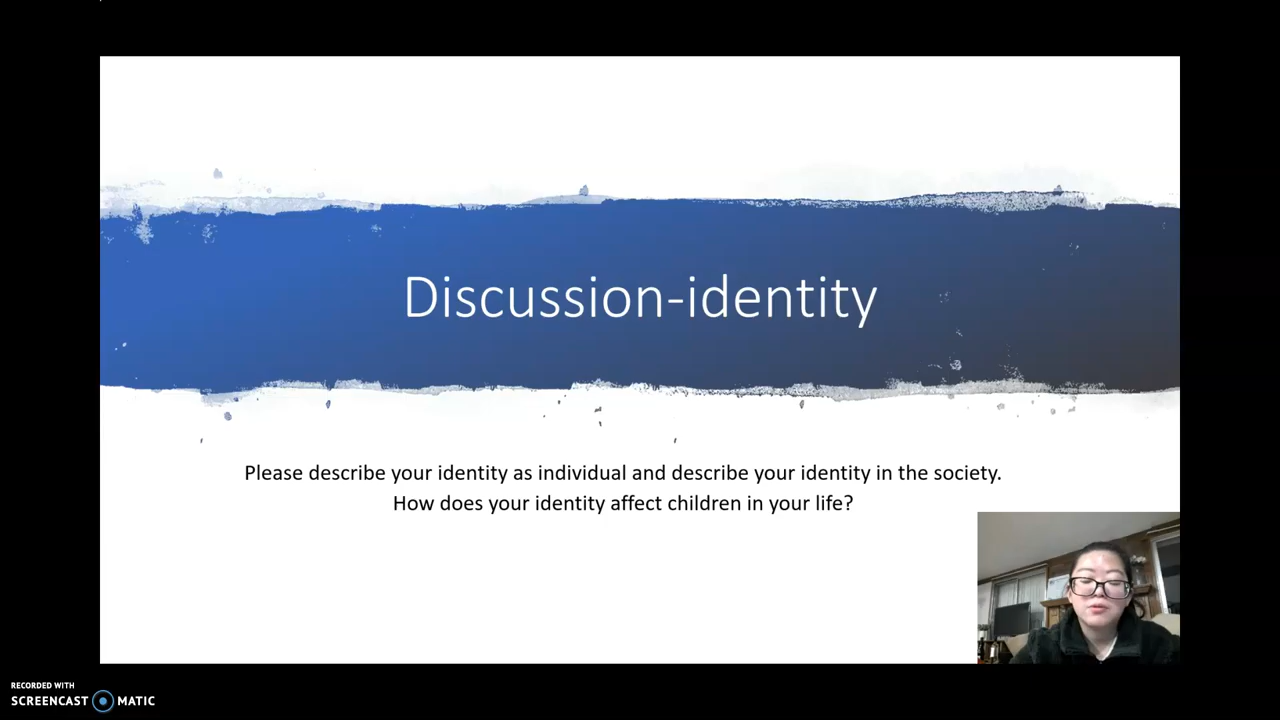 Discussion-identity
Please describe your identity as individual and describe your identity in the society.
How does your identity affect children in your life?
RECORDED WITH
SCREENCAST MATIC